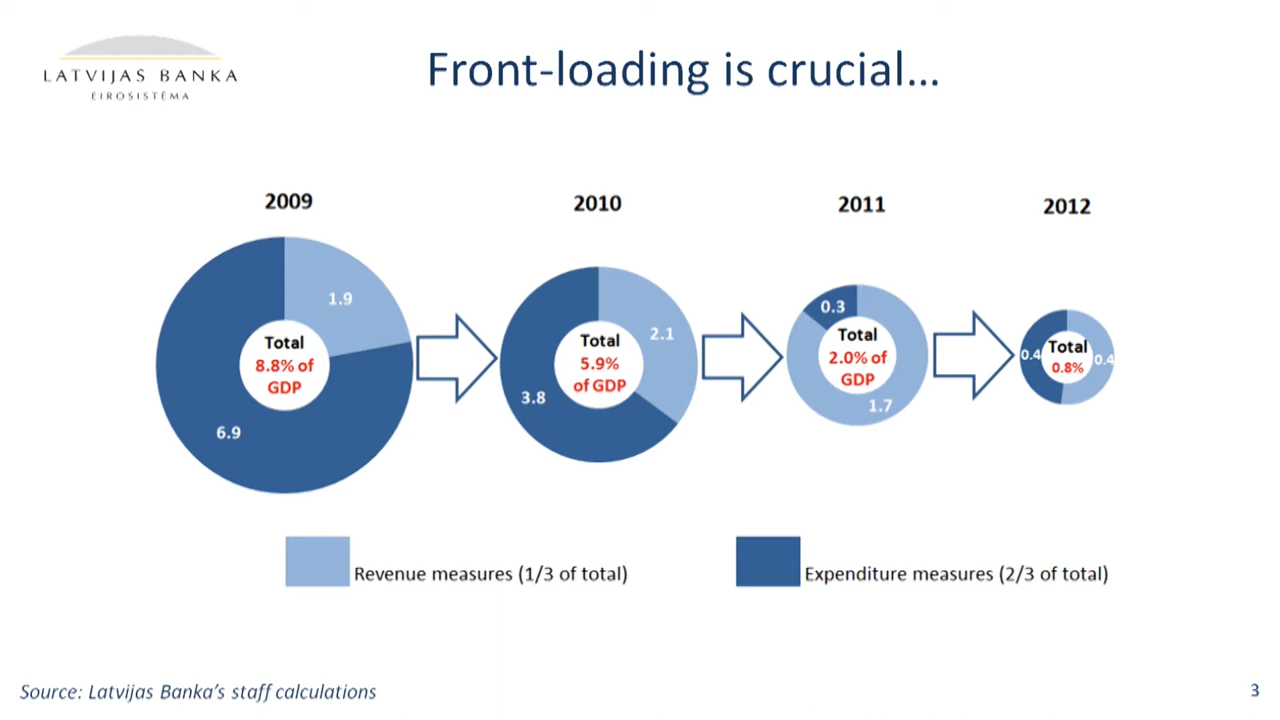 LATVIJAS BANKA
EIROSISTĒMA
Front-loading is crucial...
2009
2010
2011
2012
1.9
Total
8.8% of
GDP
6.9
2.1
Total
5.9%
of GDP
3.8
0.3
Total
2.0% of
GDP
1.7
0.4
Total
0.8%
0.4
Revenue measures (1/3 of total)
Expenditure measures (2/3 of total)
Source: Latvijas Banka's staff calculations
3